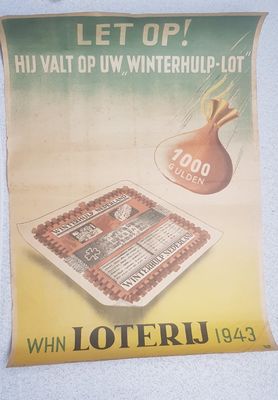 LET OP!
HIJ VALT OP UW „WINTERHULP-LOT"
1000
GULDEN
WINTERHULP NEDERLAND
WINTERHULP NEDERLAND
WHN LOTERIJ 1943